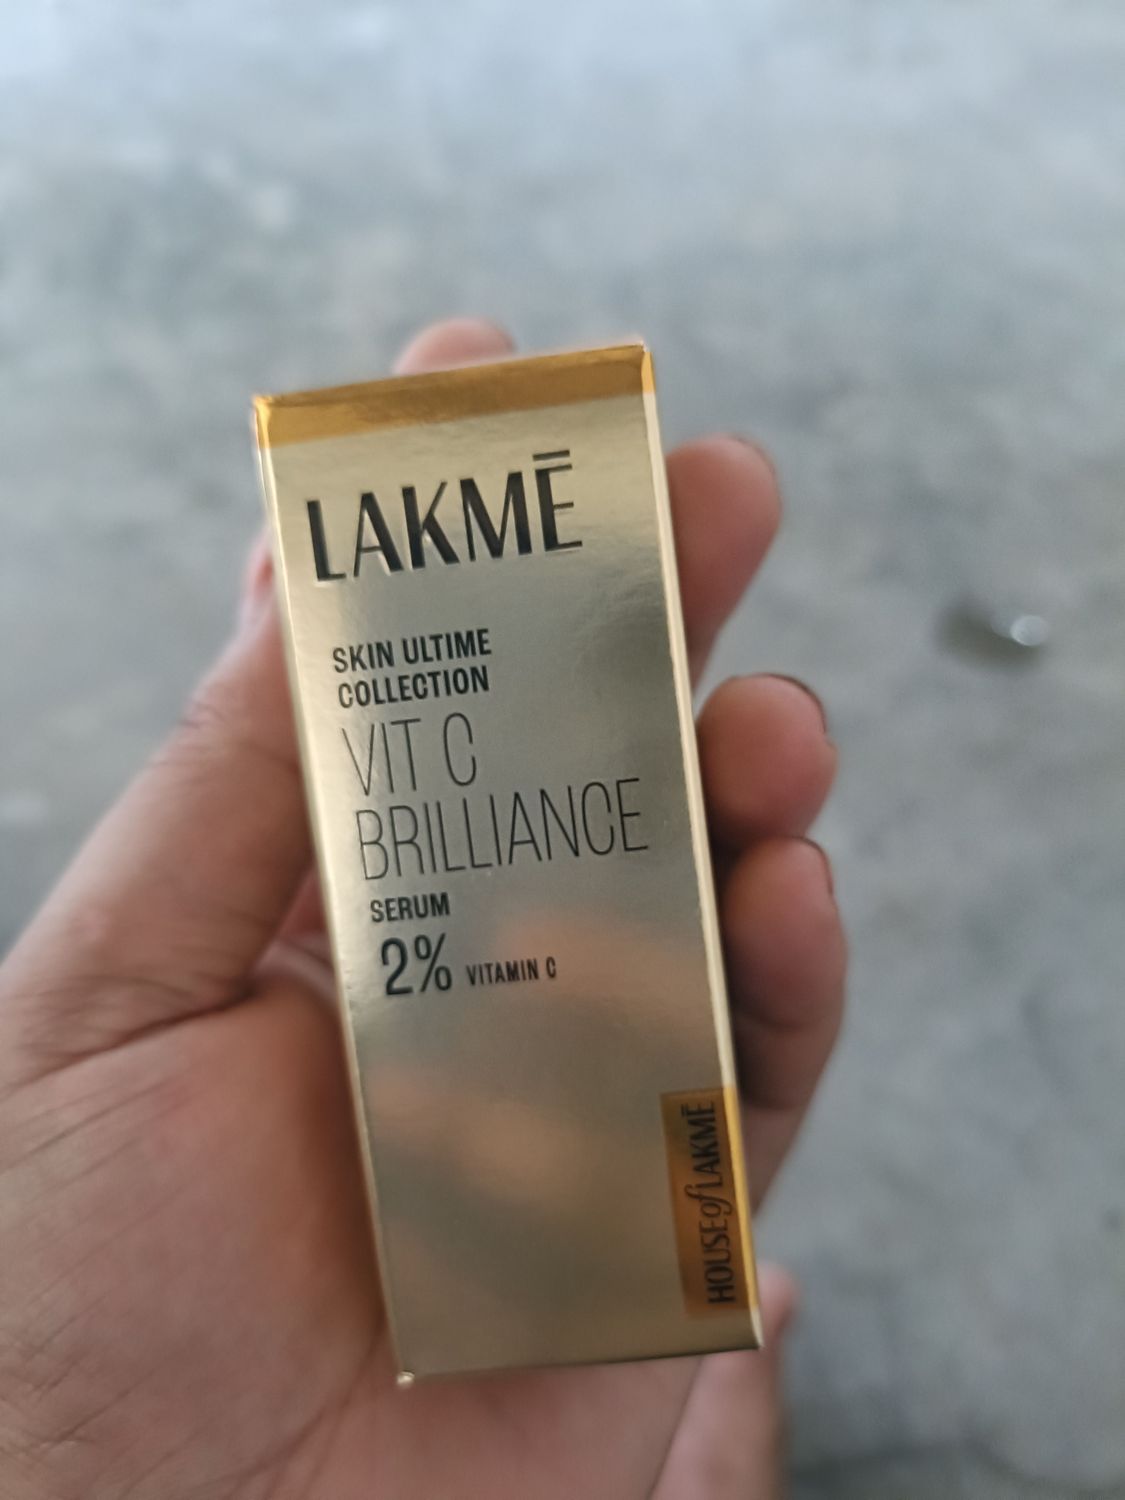 LAKMĒ
SKIN ULTIME
COLLECTION
VIT C
BRILLIANCE
SERUM
2% VITAMIN C
HOUSE of LAKMĒ